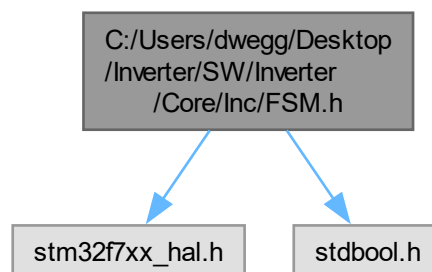 C:/Users/dwegg/Desktop
/Inverter/SW/Inverter
/Core/Inc/FSM.h
stm32f7xx_hal.h
stdbool.h